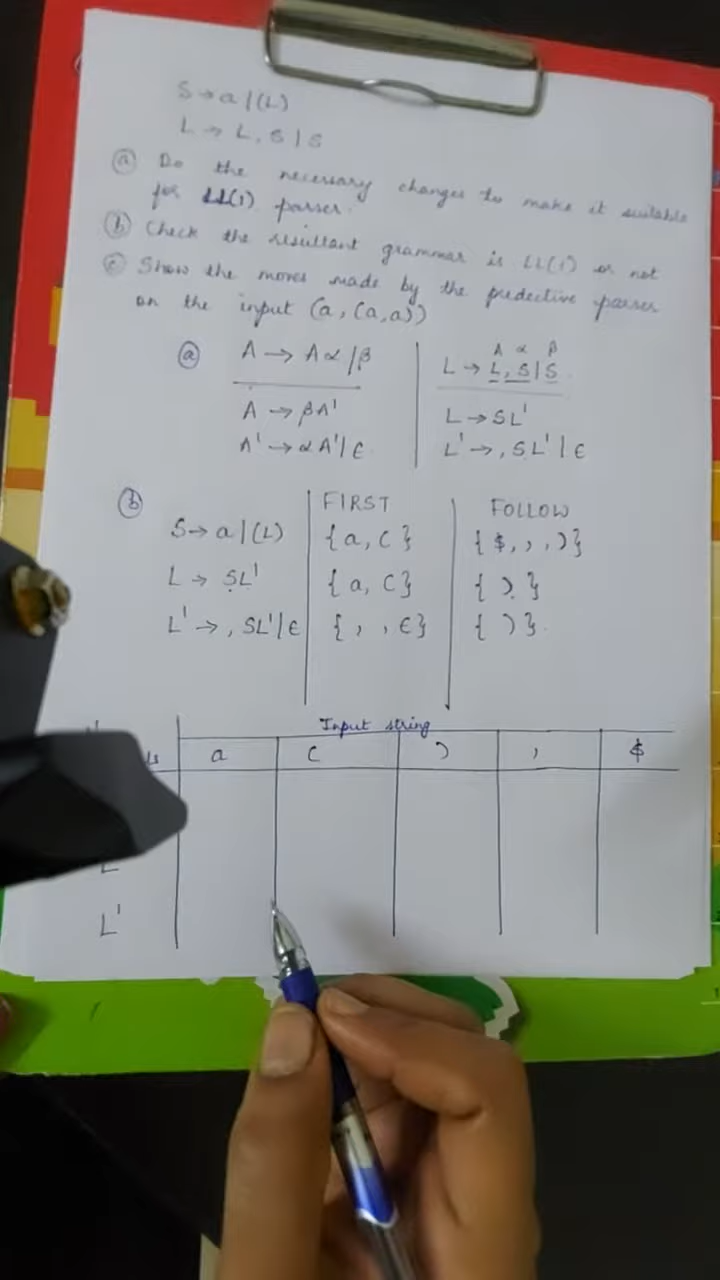 S → a | (L)
L → L, S | S
ⓐ Do the necessary changes to make it suitable
for LL(1) parser.
ⓑ Check the resultant grammar is LL(1) or not
ⓒ Show the moves made by the predective parser
on the input (a, (a,a))
ⓐ A → Aα | β
A → βA'
A' → αA' | ε
A α β
L → L, S | S
L → SL'
L' → , SL' | ε
ⓑ FIRST FOLLOW
S → a | (L) { a, ( } { $, , , ) }
L → SL' { a, ( } { ) }
L' → , SL' | ε { , , ε } { ) }.
Input string
a ( ) , $
L
L'